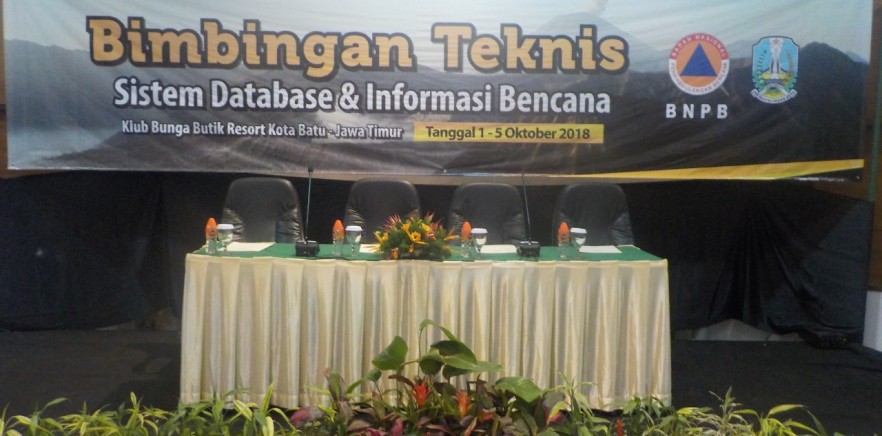 Bimbingan Teknis
Sistem Database & Informasi Bencana
Klub Bunga Butik Resort Kota Batu - Jawa Timur
Tanggal 1 - 5 Oktober 2018
BNPB